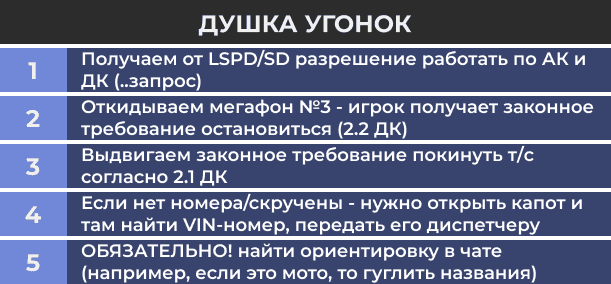 ДУШКА УГОНОК
1
Получаем от LSPD/SD разрешение работать по АК и
ДК (..запрос)
2
Откидываем мегафон №3 - игрок получает законное
требование остановиться (2.2 ДК)
3
Выдвигаем законное требование покинуть т/с
согласно 2.1 ДК
4
Если нет номера/скручены - нужно открыть капот и
там найти VIN-номер, передать его диспетчеру
5
ОБЯЗАТЕЛЬНО! найти ориентировку в чате
(например, если это мото, то гуглить названия)